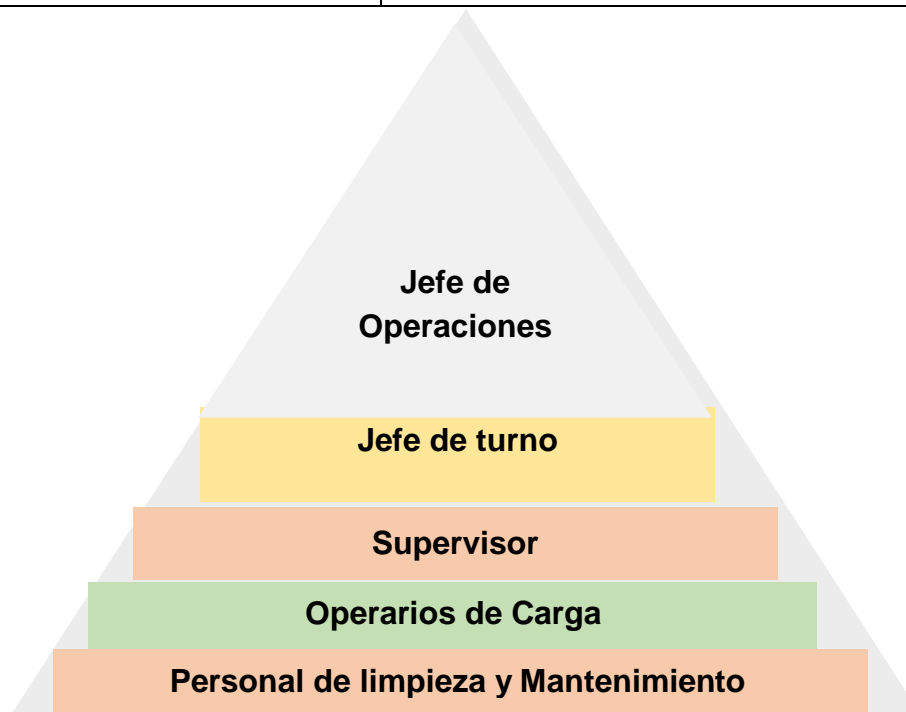 Jefe de
Operaciones
Jefe de turno
Supervisor
Operarios de Carga
Personal de limpieza y Mantenimiento